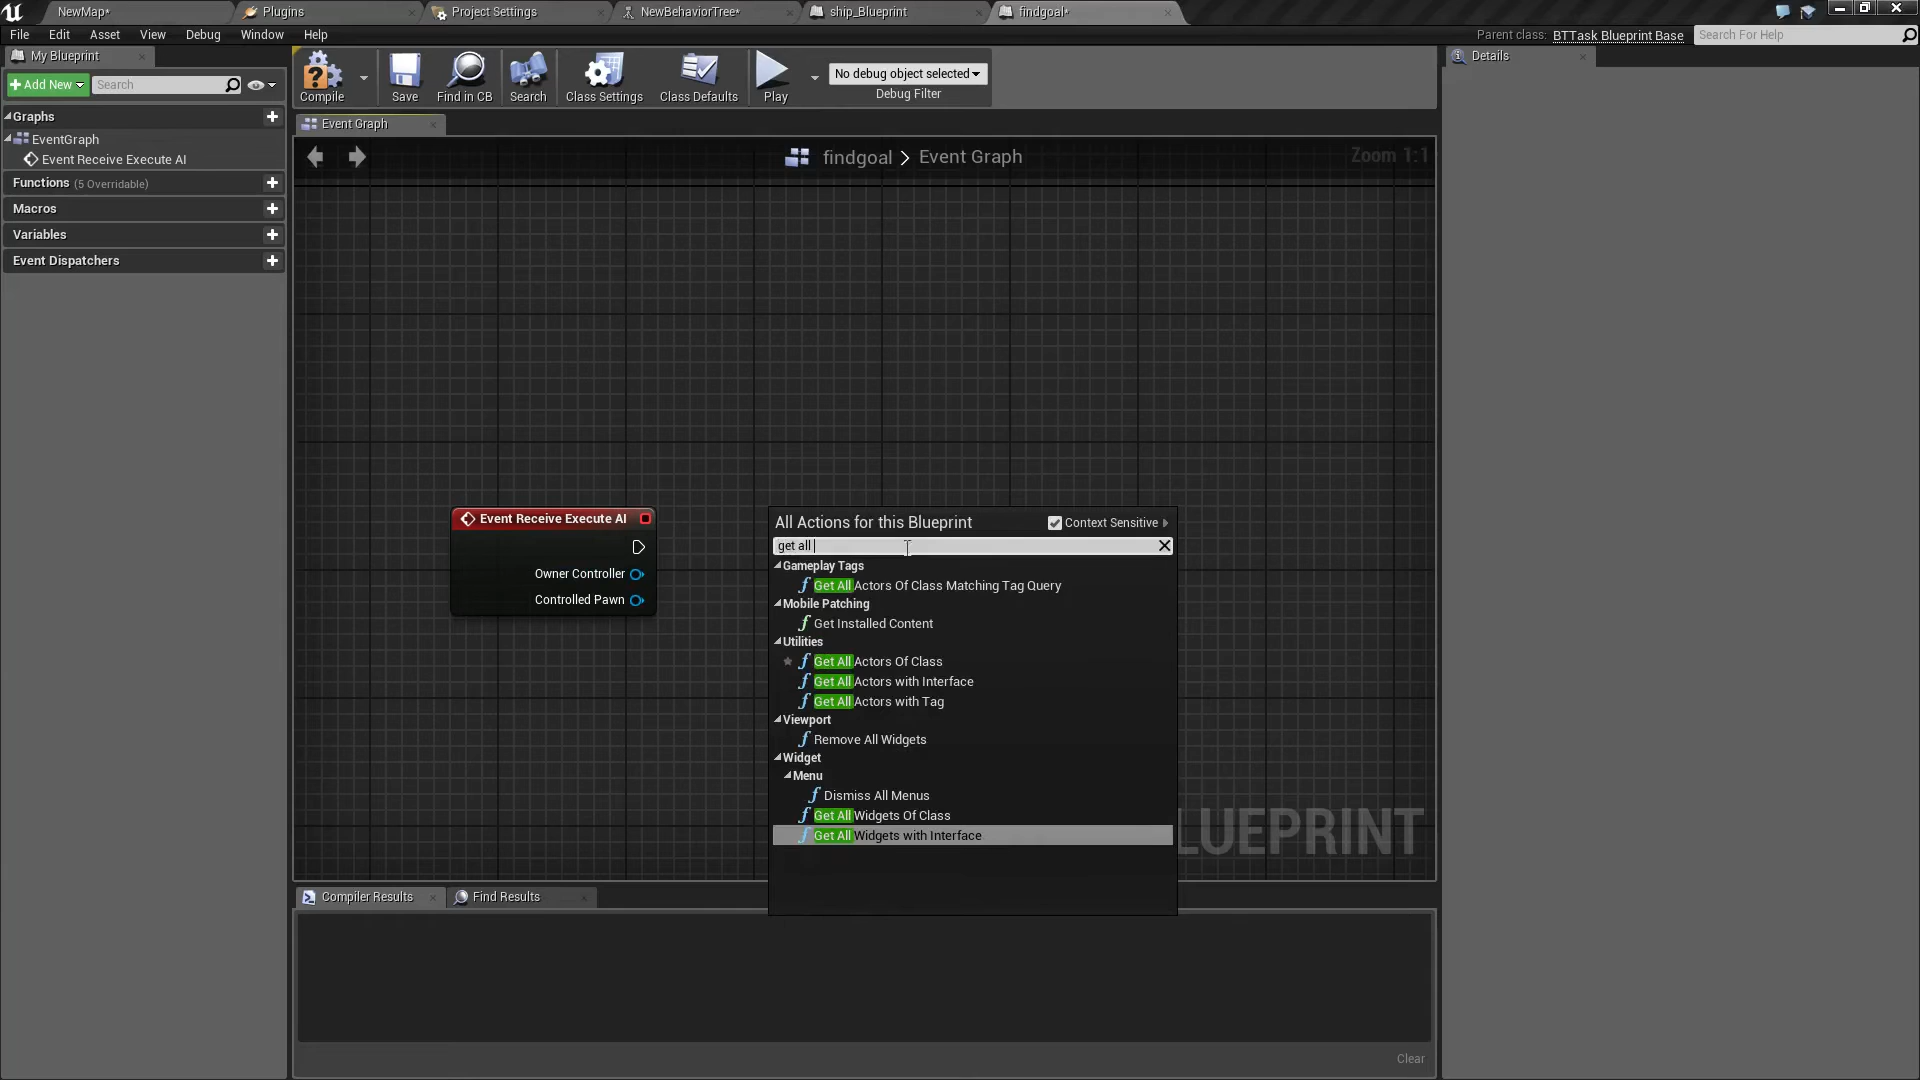 NewMap*
Plugins
Project Settings
NewBehaviorTree*
ship_Blueprint
findgoal*
File Edit Asset View Debug Window Help
Parent class: BTTask Blueprint Base
Search For Help
My Blueprint
Add New
Search
Graphs
EventGraph
Event Receive Execute AI
Functions (5 Overridable)
Macros
Variables
Event Dispatchers
Compile
Save
Find in CB
Search
Class Settings
Class Defaults
Play
No debug object selected
Debug Filter
Details
Event Graph
findgoal > Event Graph
Zoom 1:1
Event Receive Execute AI
Owner Controller
Controlled Pawn
All Actions for this Blueprint
Context Sensitive
get all
Gameplay Tags
Get All Actors Of Class Matching Tag Query
Mobile Patching
Get Installed Content
Utilities
Get All Actors Of Class
Get All Actors with Interface
Get All Actors with Tag
Viewport
Remove All Widgets
Widget
Menu
Dismiss All Menus
Get All Widgets Of Class
Get All Widgets with Interface
LUEPRINT
Compiler Results
Find Results
Clear